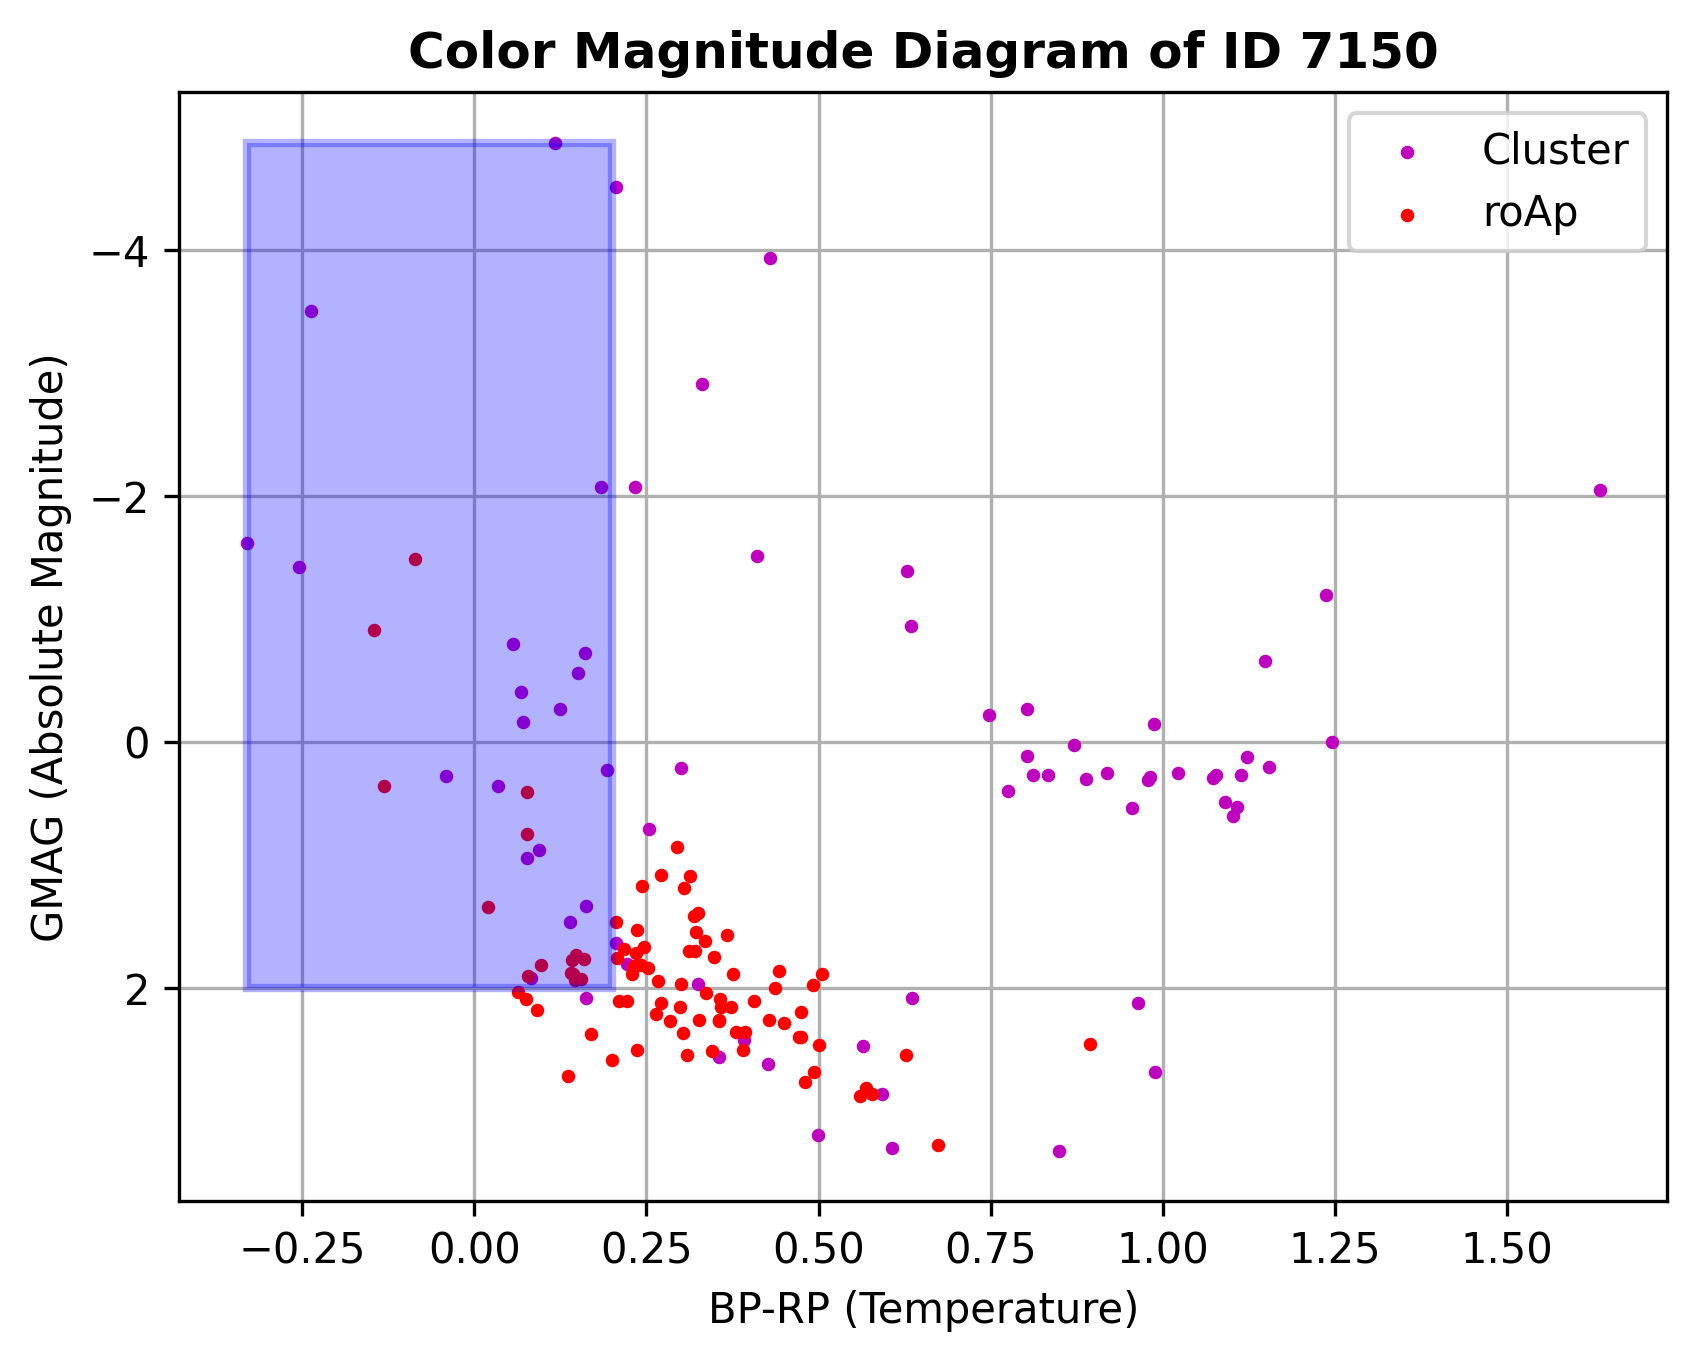 Color Magnitude Diagram of ID 7150
Cluster
roAp
GMAG (Absolute Magnitude)
−4
−2
0
2
−0.25 0.00 0.25 0.50 0.75 1.00 1.25 1.50
BP-RP (Temperature)